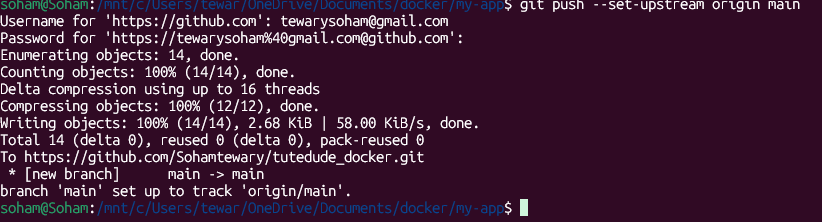 soham@Soham:/mnt/c/Users/tewar/OneDrive/Documents/docker/my-app$ git push --set-upstream origin main
Username for 'https://github.com': tewarysoham@gmail.com
Password for 'https://tewarysoham%40gmail.com@github.com':
Enumerating objects: 14, done.
Counting objects: 100% (14/14), done.
Delta compression using up to 16 threads
Compressing objects: 100% (12/12), done.
Writing objects: 100% (14/14), 2.68 KiB | 58.00 KiB/s, done.
Total 14 (delta 0), reused 0 (delta 0), pack-reused 0
To https://github.com/Sohamtewary/tutedude_docker.git
 * [new branch]      main -> main
branch 'main' set up to track 'origin/main'.
soham@Soham:/mnt/c/Users/tewar/OneDrive/Documents/docker/my-app$